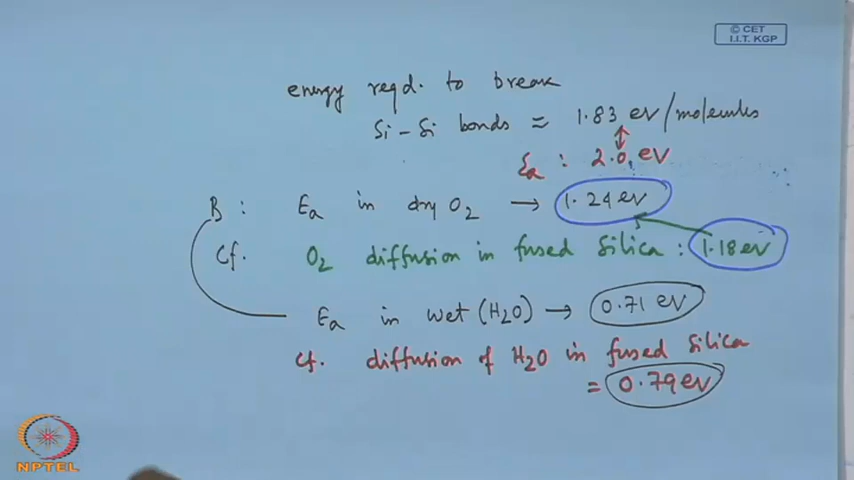 © CET
I.I.T. KGP
energy reqd. to break
Si-Si bonds ≈ 1.83 eV/molecules
Ea : 2.0 eV
B : Ea in dry O2 → 1.24 eV
Cf. O2 diffusion in fused silica : 1.18 eV
Ea in wet (H2O) → 0.71 eV
Cf. diffusion of H2O in fused silica
= 0.79 eV
NPTEL